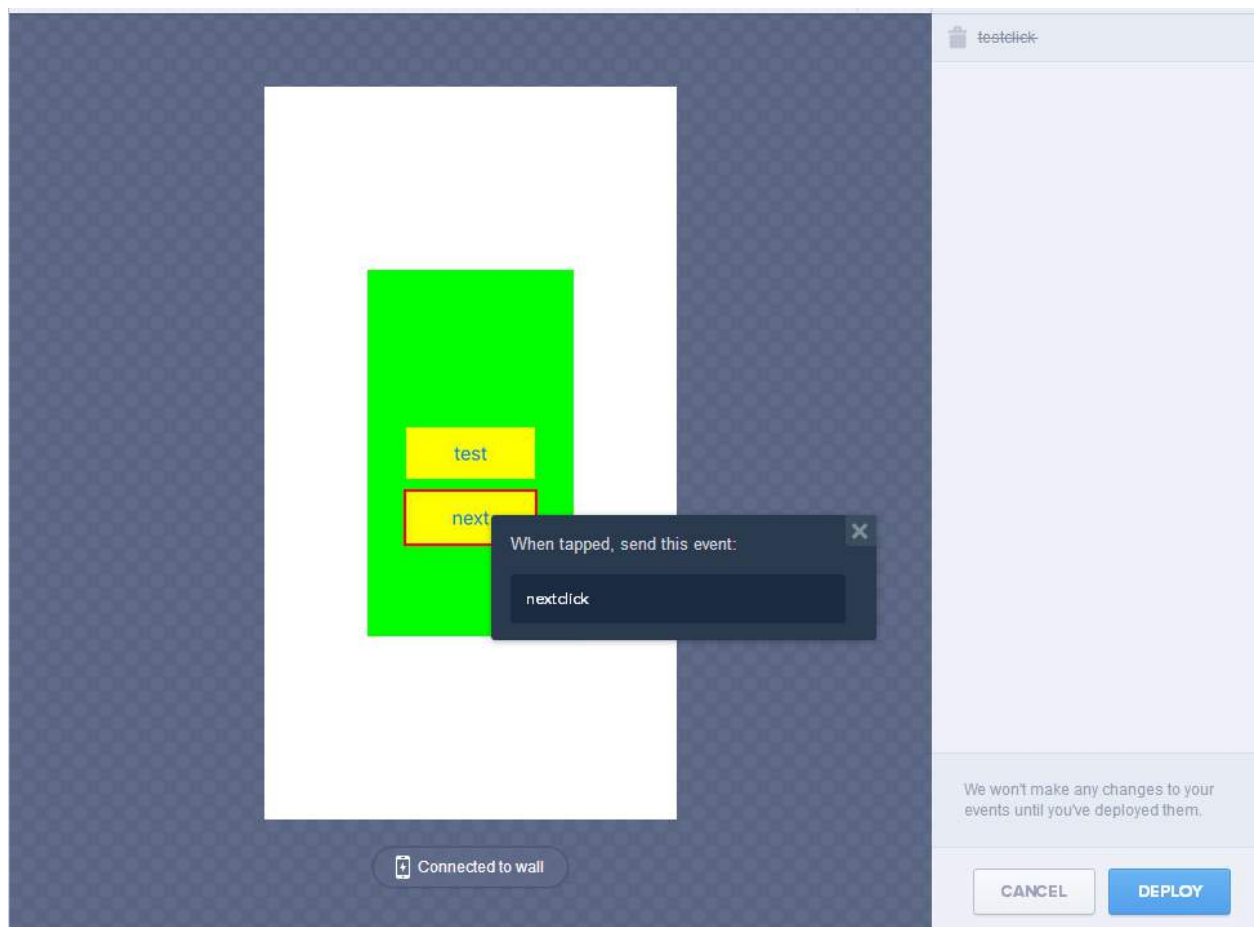 testclick
test
next
When tapped, send this event:
nextclick
We won't make any changes to your
events until you've deployed them.
Connected to wall
CANCEL
DEPLOY